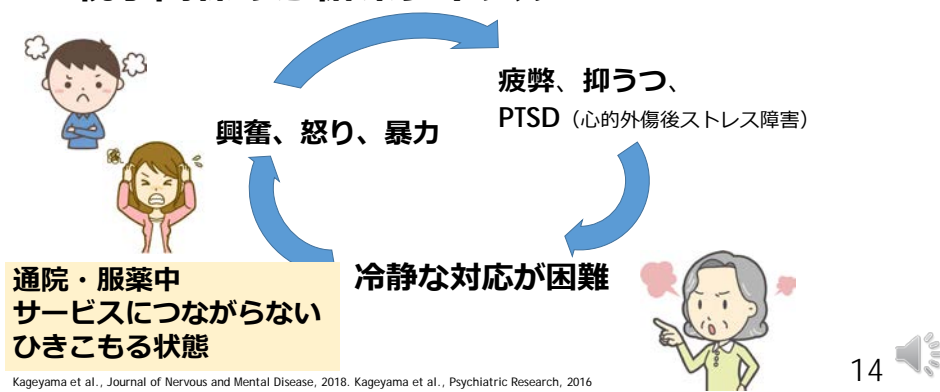 疲弊、抑うつ、
PTSD（心的外傷後ストレス障害）
興奮、怒り、暴力
冷静な対応が困難
通院・服薬中
サービスにつながらない
ひきこもる状態
Kageyama et al., Journal of Nervous and Mental Disease, 2018. Kageyama et al., Psychiatric Research, 2016
14